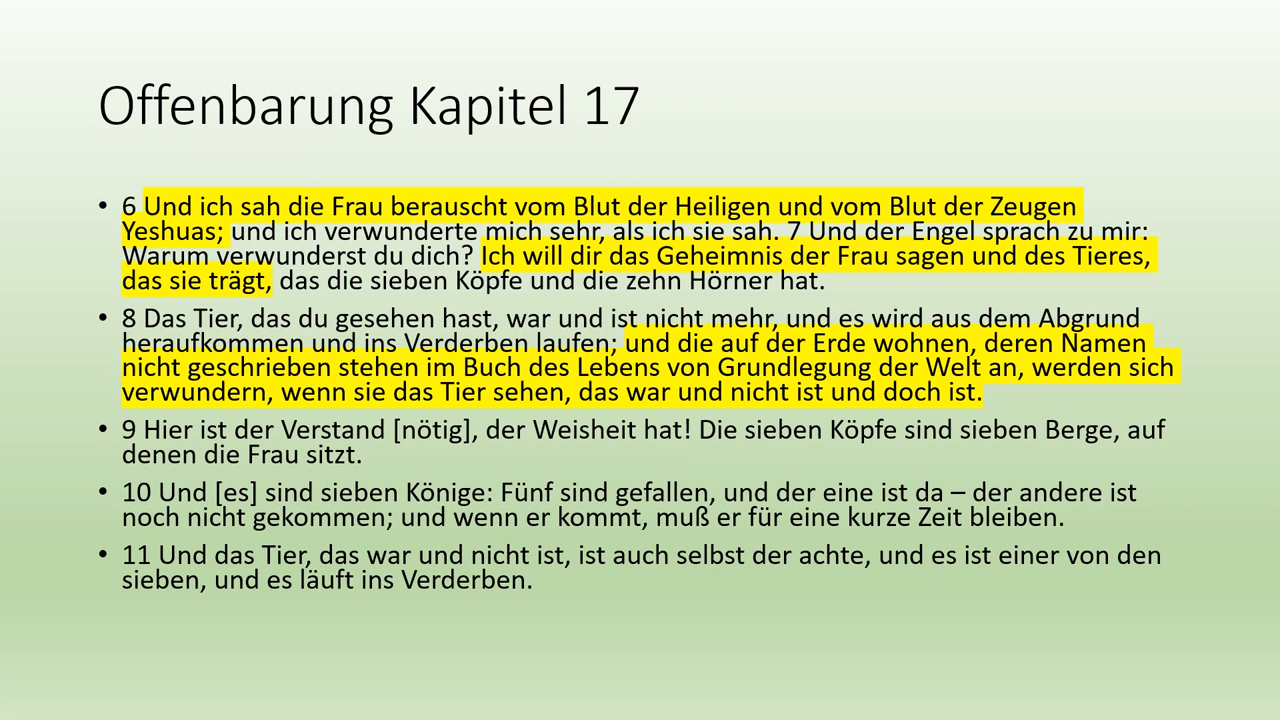 Offenbarung Kapitel 17
• 6 Und ich sah die Frau berauscht vom Blut der Heiligen und vom Blut der Zeugen
Yeshuas; und ich verwunderte mich sehr, als ich sie sah. 7 Und der Engel sprach zu mir:
Warum verwunderst du dich? Ich will dir das Geheimnis der Frau sagen und des Tieres,
das sie trägt, das die sieben Köpfe und die zehn Hörner hat.
• 8 Das Tier, das du gesehen hast, war und ist nicht mehr, und es wird aus dem Abgrund
heraufkommen und ins Verderben laufen; und die auf der Erde wohnen, deren Namen
nicht geschrieben stehen im Buch des Lebens von Grundlegung der Welt an, werden sich
verwundern, wenn sie das Tier sehen, das war und nicht ist und doch ist.
• 9 Hier ist der Verstand [nötig], der Weisheit hat! Die sieben Köpfe sind sieben Berge, auf
denen die Frau sitzt.
• 10 Und [es] sind sieben Könige: Fünf sind gefallen, und der eine ist da – der andere ist
noch nicht gekommen; und wenn er kommt, muß er für eine kurze Zeit bleiben.
• 11 Und das Tier, das war und nicht ist, ist auch selbst der achte, und es ist einer von den
sieben, und es läuft ins Verderben.